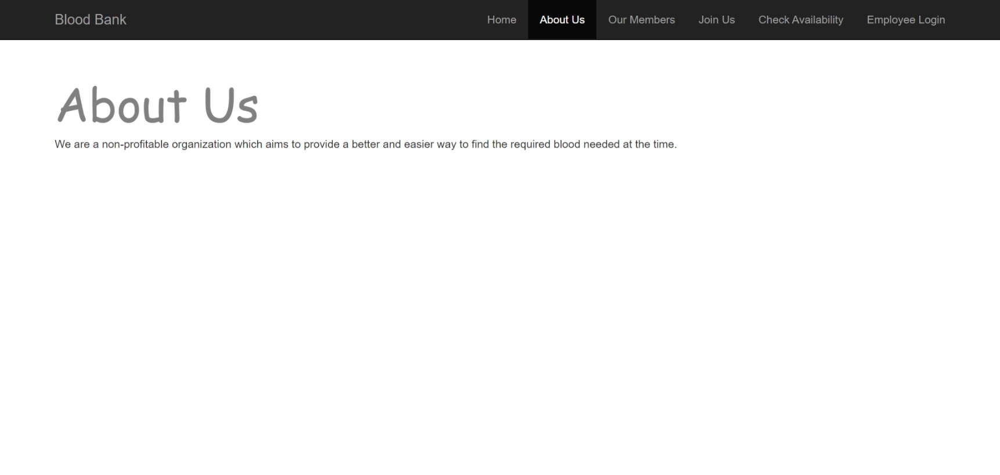 Blood Bank Home About Us Our Members Join Us Check Availability Employee Login
About Us
We are a non-profitable organization which aims to provide a better and easier way to find the required blood needed at the time.